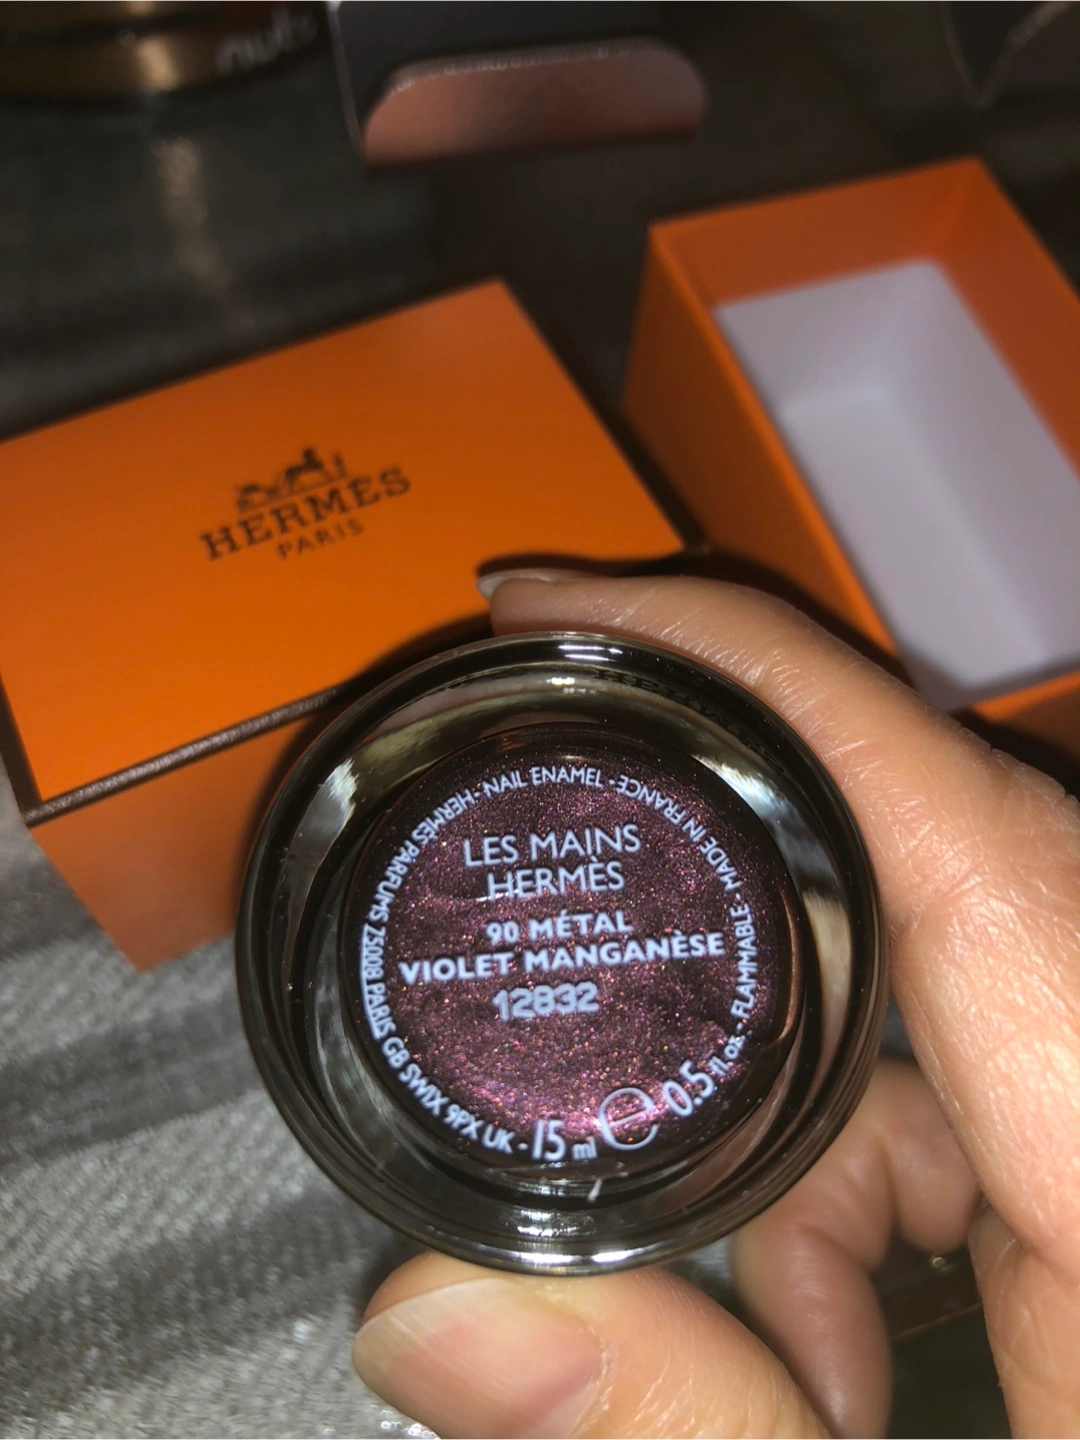 HERMÈS
PARIS
LES MAINS
HERMÈS
90 MÉTAL
VIOLET MANGANÈSE
12832
HERMÈS PARFUMS 75008 PARIS GB SW1X 9PX UK - 15 ml ℮ 0.5 fl.oz. - FLAMMABLE - MADE IN FRANCE - NAIL ENAMEL -